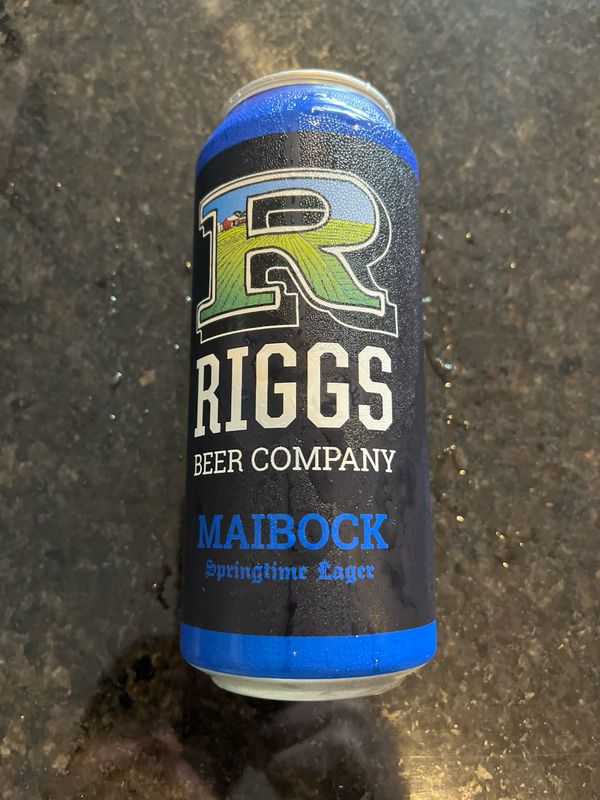 R
RIGGS
BEER COMPANY
MAIBOCK
Springtime Lager